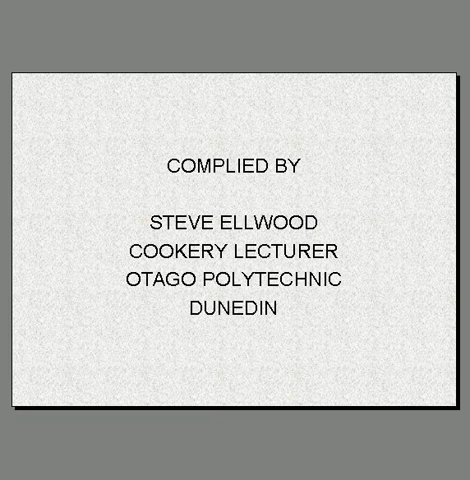 COMPLIED BY
STEVE ELLWOOD
COOKERY LECTURER
OTAGO POLYTECHNIC
DUNEDIN